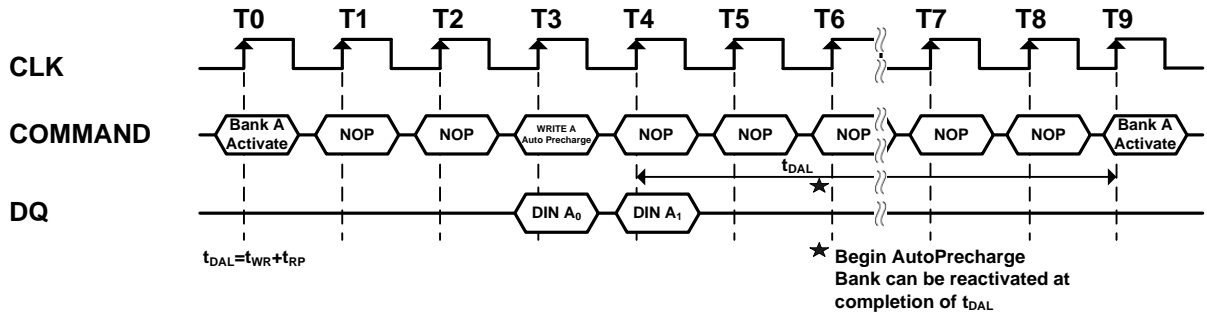 T0 T1 T2 T3 T4 T5 T6 T7 T8 T9
CLK
COMMAND
Bank A
Activate
NOP
NOP
WRITE A
Auto Precharge
NOP
NOP
NOP
NOP
NOP
Bank A
Activate
tDAL
DQ
DIN A0
DIN A1
tDAL=tWR+tRP
★ Begin AutoPrecharge
Bank can be reactivated at
completion of tDAL